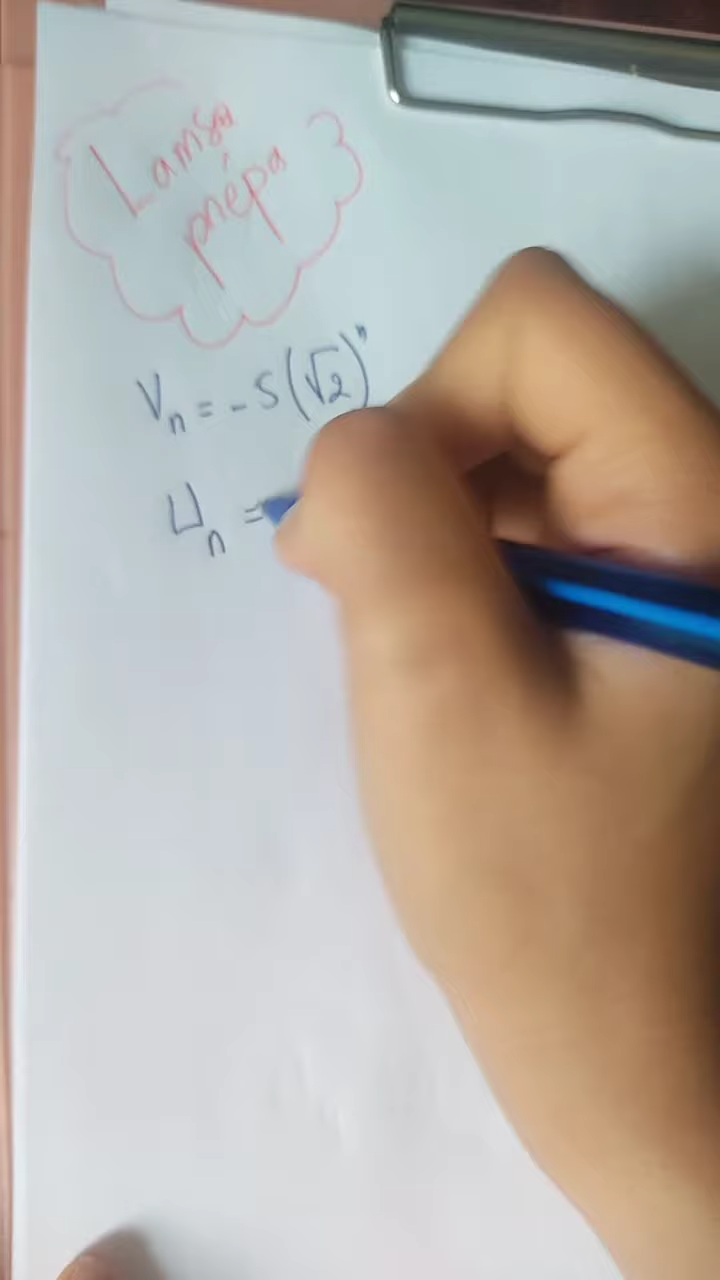 Lamsa
prépa
Vn = -5(√2)^n
Un =